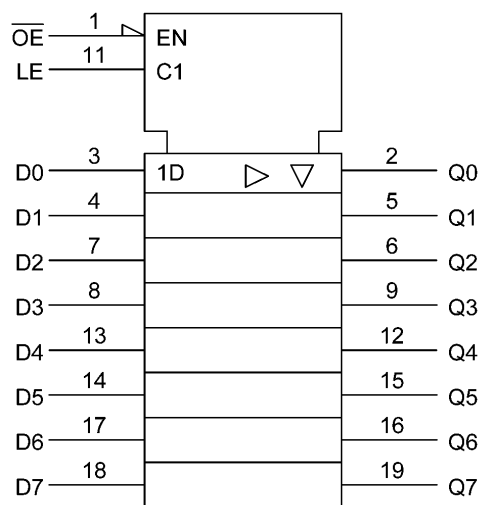 OE 1 EN
LE 11 C1
D0 3 1D 2 Q0
D1 4 5 Q1
D2 7 6 Q2
D3 8 9 Q3
D4 13 12 Q4
D5 14 15 Q5
D6 17 16 Q6
D7 18 19 Q7